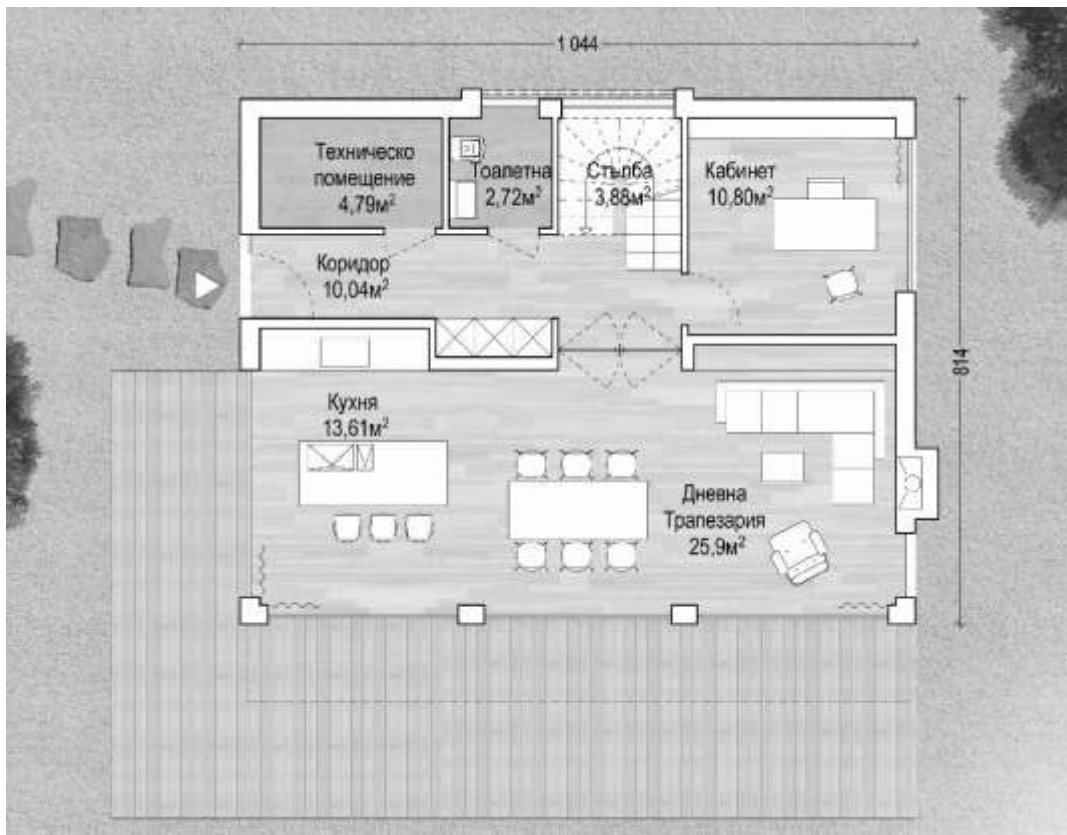 1 044
Техническо
помещение
4,79м²
Тоалетна
2,72м²
Стълба
3,88м²
Кабинет
10,80м²
Коридор
10,04м²
814
Кухня
13,61м²
Дневна
Трапезария
25,9м²